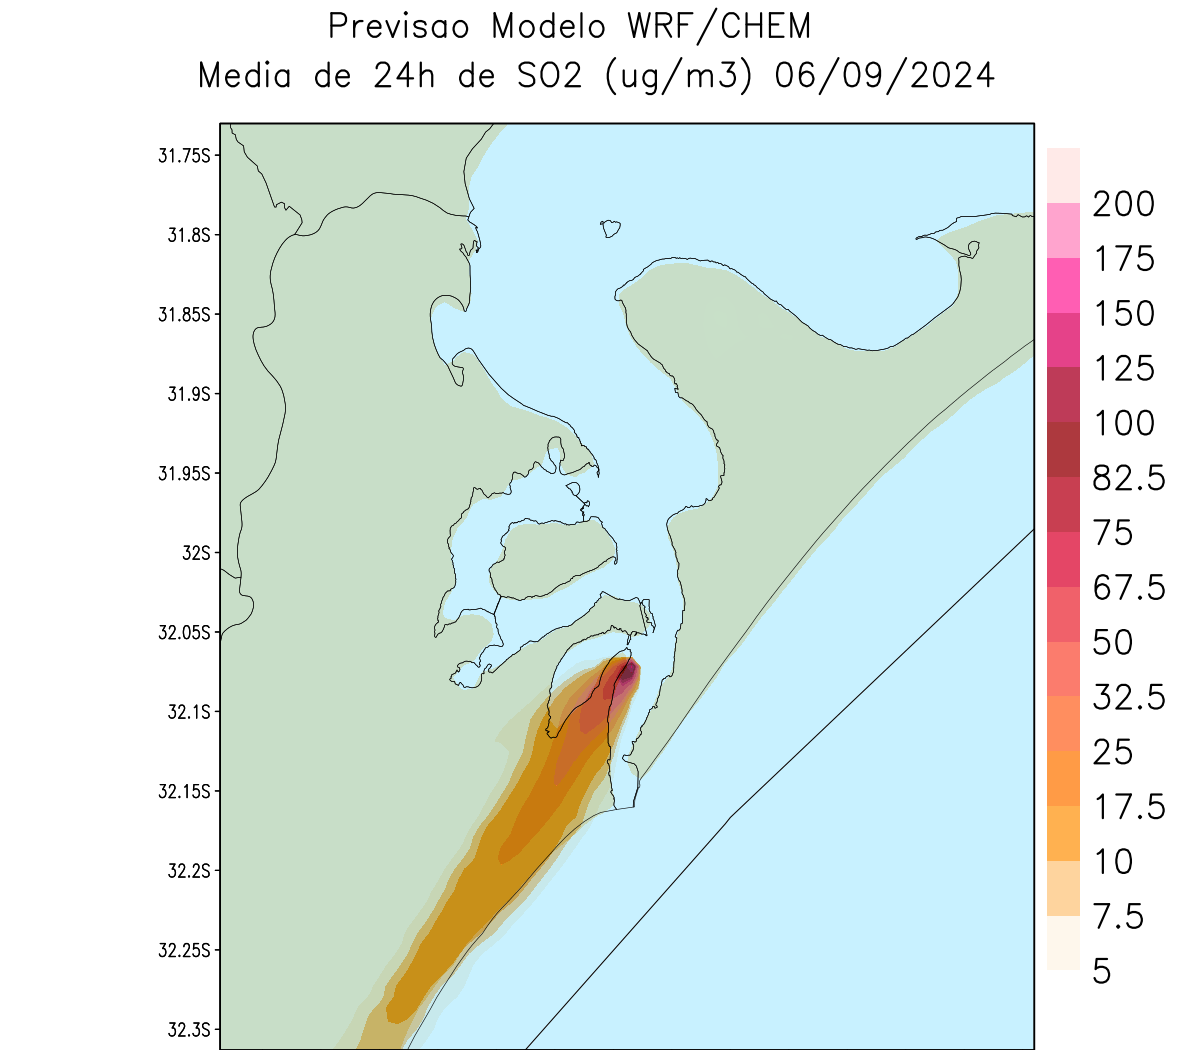 Previsao Modelo WRF/CHEM
Media de 24h de SO2 (ug/m3) 06/09/2024
31.75S
31.8S
31.85S
31.9S
31.95S
32S
32.05S
32.1S
32.15S
32.2S
32.25S
32.3S
200
175
150
125
100
82.5
75
67.5
50
32.5
25
17.5
10
7.5
5